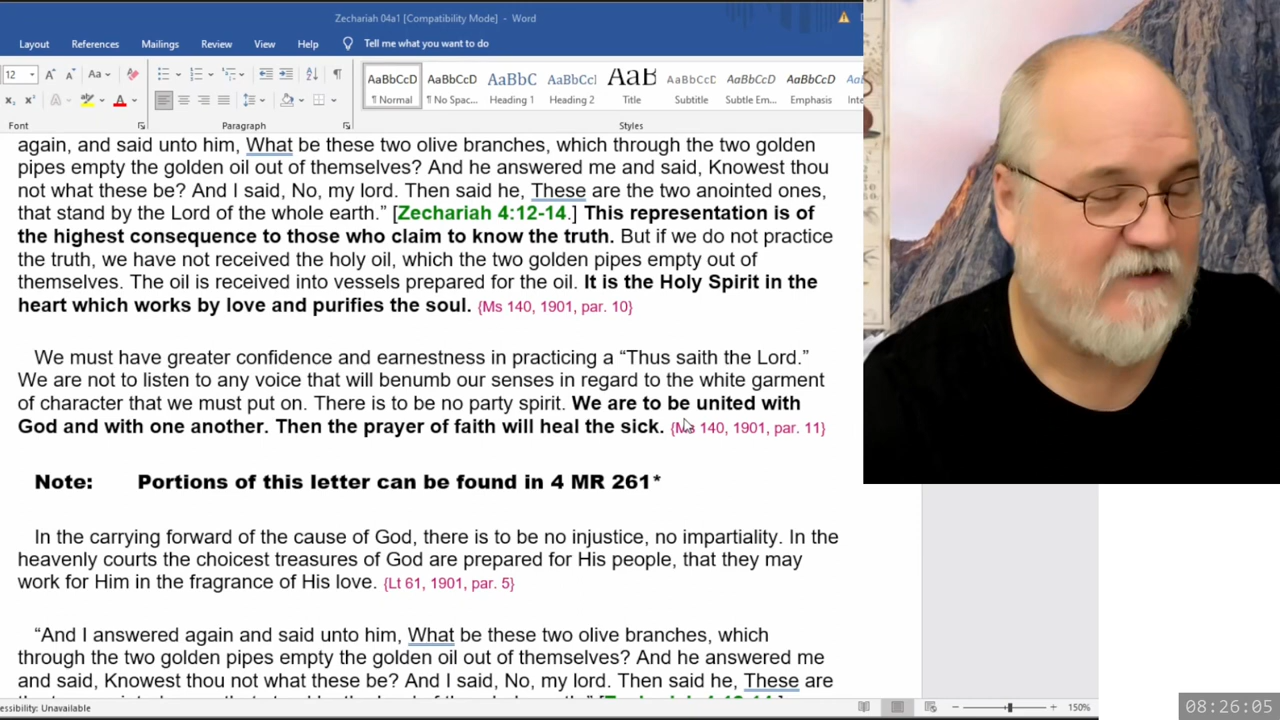 Zechariah 04a1 [Compatibility Mode] - Word
Layout References Mailings Review View Help Tell me what you want to do
12 Aa
AaBbCcD AaBbCcD AaBbC AaBbCcI AaB AaBbCcD AaBbCcD AaBbCcD AaB
¶ Normal ¶ No Spac... Heading 1 Heading 2 Title Subtitle Subtle Em... Emphasis Inte
Font Paragraph Styles
again, and said unto him, What be these two olive branches, which through the two golden
pipes empty the golden oil out of themselves? And he answered me and said, Knowest thou
not what these be? And I said, No, my lord. Then said he, These are the two anointed ones,
that stand by the Lord of the whole earth.” [Zechariah 4:12-14.] This representation is of
the highest consequence to those who claim to know the truth. But if we do not practice
the truth, we have not received the holy oil, which the two golden pipes empty out of
themselves. The oil is received into vessels prepared for the oil. It is the Holy Spirit in the
heart which works by love and purifies the soul. {Ms 140, 1901, par. 10}
We must have greater confidence and earnestness in practicing a “Thus saith the Lord.”
We are not to listen to any voice that will benumb our senses in regard to the white garment
of character that we must put on. There is to be no party spirit. We are to be united with
God and with one another. Then the prayer of faith will heal the sick. {Ms 140, 1901, par. 11}
Note: Portions of this letter can be found in 4 MR 261*
In the carrying forward of the cause of God, there is to be no injustice, no impartiality. In the
heavenly courts the choicest treasures of God are prepared for His people, that they may
work for Him in the fragrance of His love. {Lt 61, 1901, par. 5}
“And I answered again and said unto him, What be these two olive branches, which
through the two golden pipes empty the golden oil out of themselves? And he answered me
and said, Knowest thou not what these be? And I said, No, my lord. Then said he, These are
essibility: Unavailable 150%
08:26:05